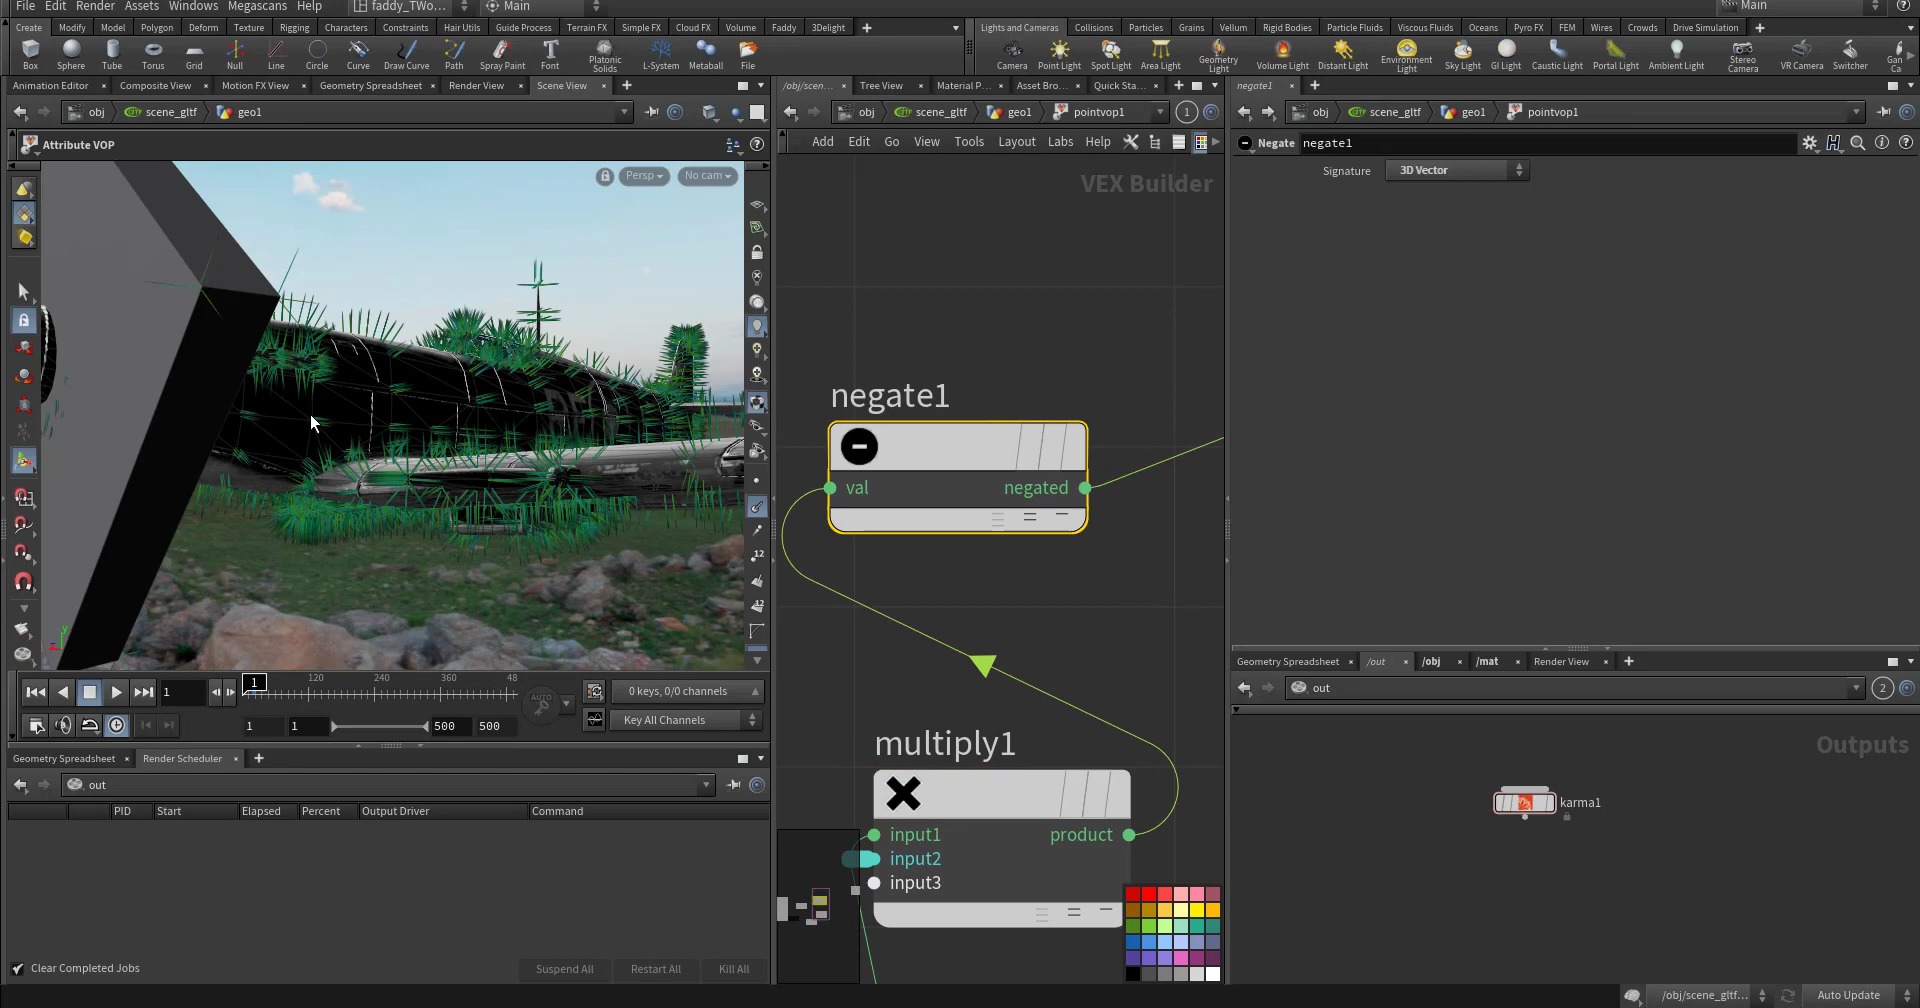 File Edit Render Assets Windows Megascans Help faddy_TWo... Main Main
Create Modify Model Polygon Deform Texture Rigging Characters Constraints Hair Utils Guide Process Terrain FX Simple FX Cloud FX Volume Faddy 3Delight
Lights and Cameras Collisions Particles Grains Vellum Rigid Bodies Particle Fluids Viscous Fluids Oceans Pyro FX FEM Wires Crowds Drive Simulation
Box Sphere Tube Torus Grid Null Line Circle Curve Draw Curve Path Spray Paint Font Platonic Solids L-System Metaball File
Camera Point Light Spot Light Area Light Geometry Light Volume Light Distant Light Environment Light Sky Light GI Light Caustic Light Portal Light Ambient Light Stereo Camera VR Camera Switcher Gan Ca
Animation Editor Composite View Motion FX View Geometry Spreadsheet Render View Scene View
obj scene_gltf geo1
Attribute VOP
Persp No cam
12
12
y
z
1 1 120 240 360 48
0 keys, 0/0 channels
AUTO
1 1 500 500
Key All Channels
Geometry Spreadsheet Render Scheduler
out
PID Start Elapsed Percent Output Driver Command
Clear Completed Jobs
Suspend All Restart All Kill All
/obj/scen... Tree View Material P... Asset Bro... Quick Sta...
obj scene_gltf geo1 pointvop1 1
Add Edit Go View Tools Layout Labs Help
VEX Builder
negate1
val negated
multiply1
input1 product
input2
input3
negate1
obj scene_gltf geo1 pointvop1
Negate negate1
Signature 3D Vector
Geometry Spreadsheet /out /obj /mat Render View
out 2
Outputs
karma1
/obj/scene_gltf... Auto Update